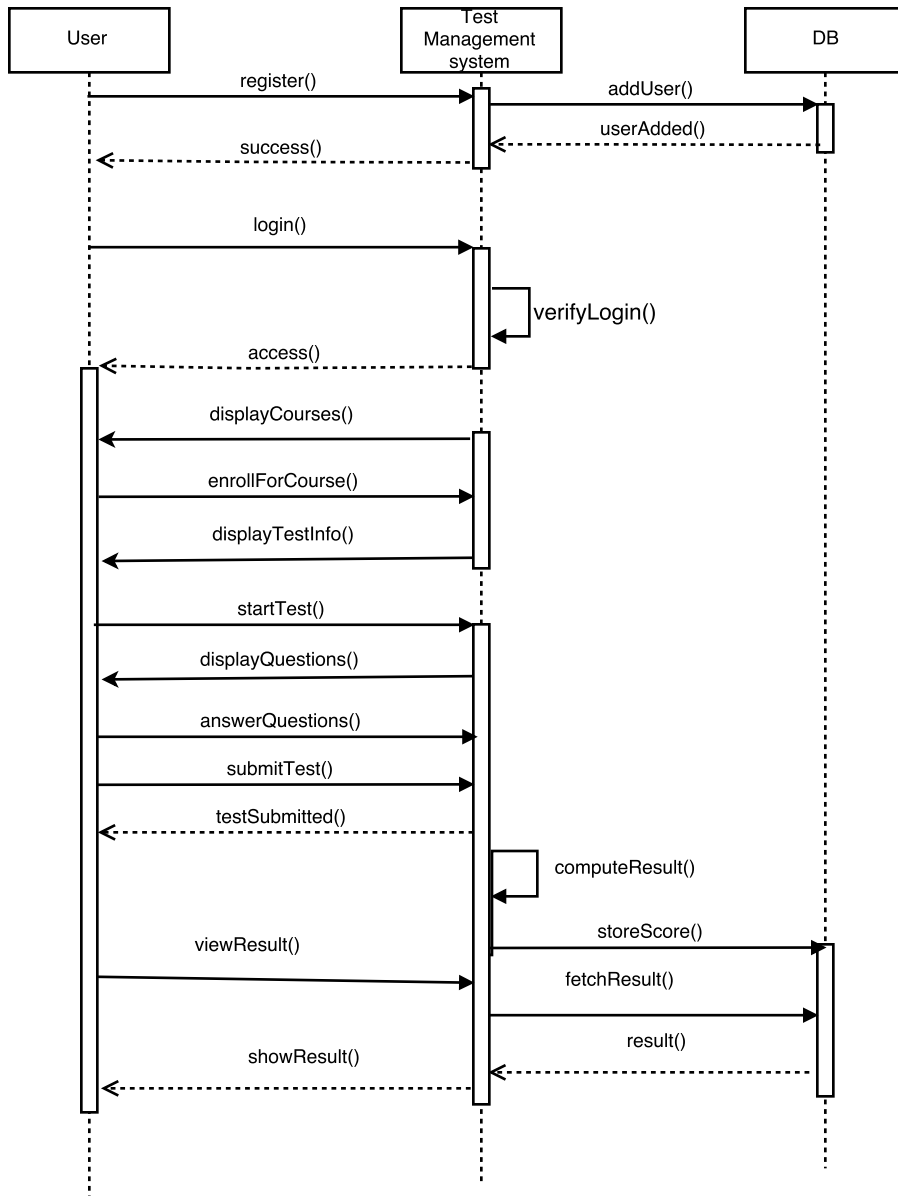 User
Test
Management
system
DB
register()
addUser()
userAdded()
success()
login()
verifyLogin()
access()
displayCourses()
enrollForCourse()
displayTestInfo()
startTest()
displayQuestions()
answerQuestions()
submitTest()
testSubmitted()
computeResult()
storeScore()
viewResult()
fetchResult()
result()
showResult()